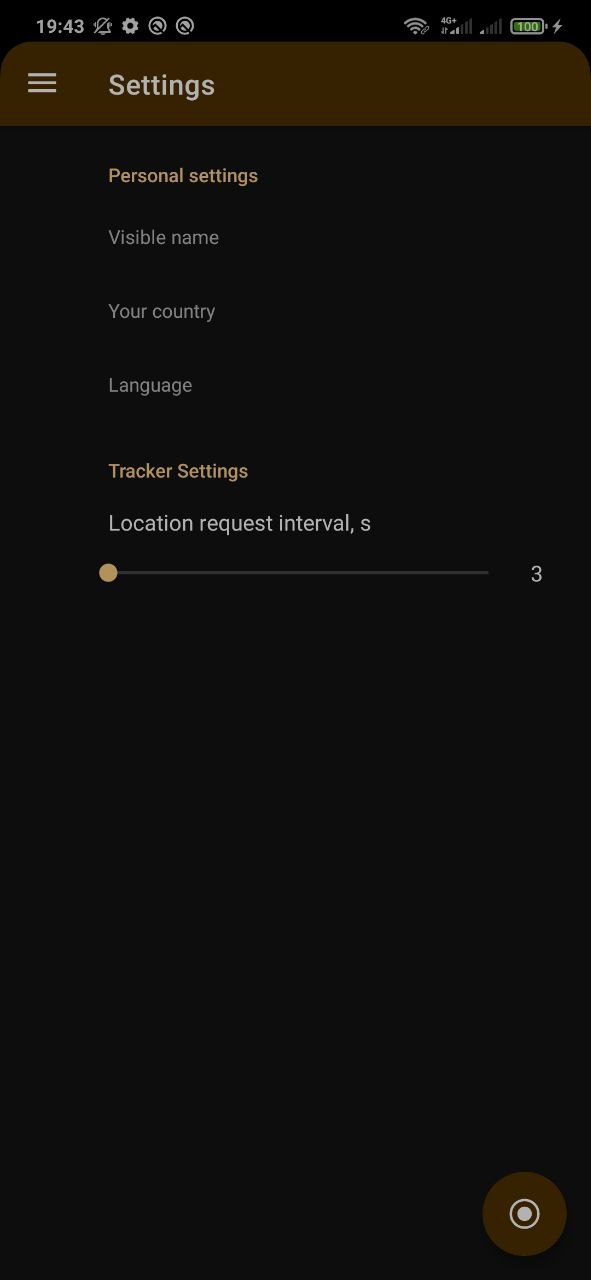 19:43
4G+
100
Settings
Personal settings
Visible name
Your country
Language
Tracker Settings
Location request interval, s
3